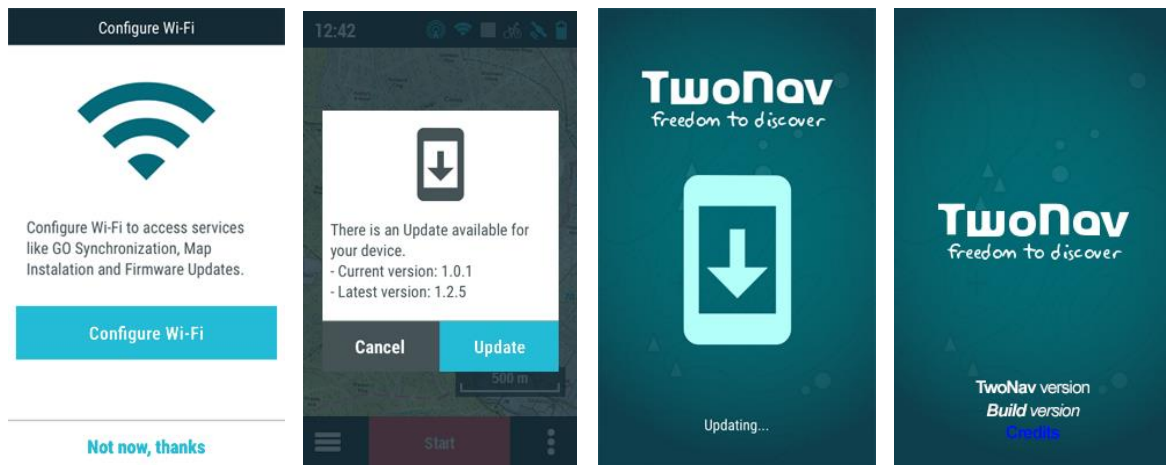 Configure Wi-Fi
Configure Wi-Fi to access services
like GO Synchronization, Map
Instalation and Firmware Updates.
Configure Wi-Fi
Not now, thanks
12:42
There is an Update available for
your device.
- Current version: 1.0.1
- Latest version: 1.2.5
Cancel
Update
500 m
Start
TwoNav
freedom to discover
Updating...
TwoNav
freedom to discover
TwoNav version
Build version
Credits